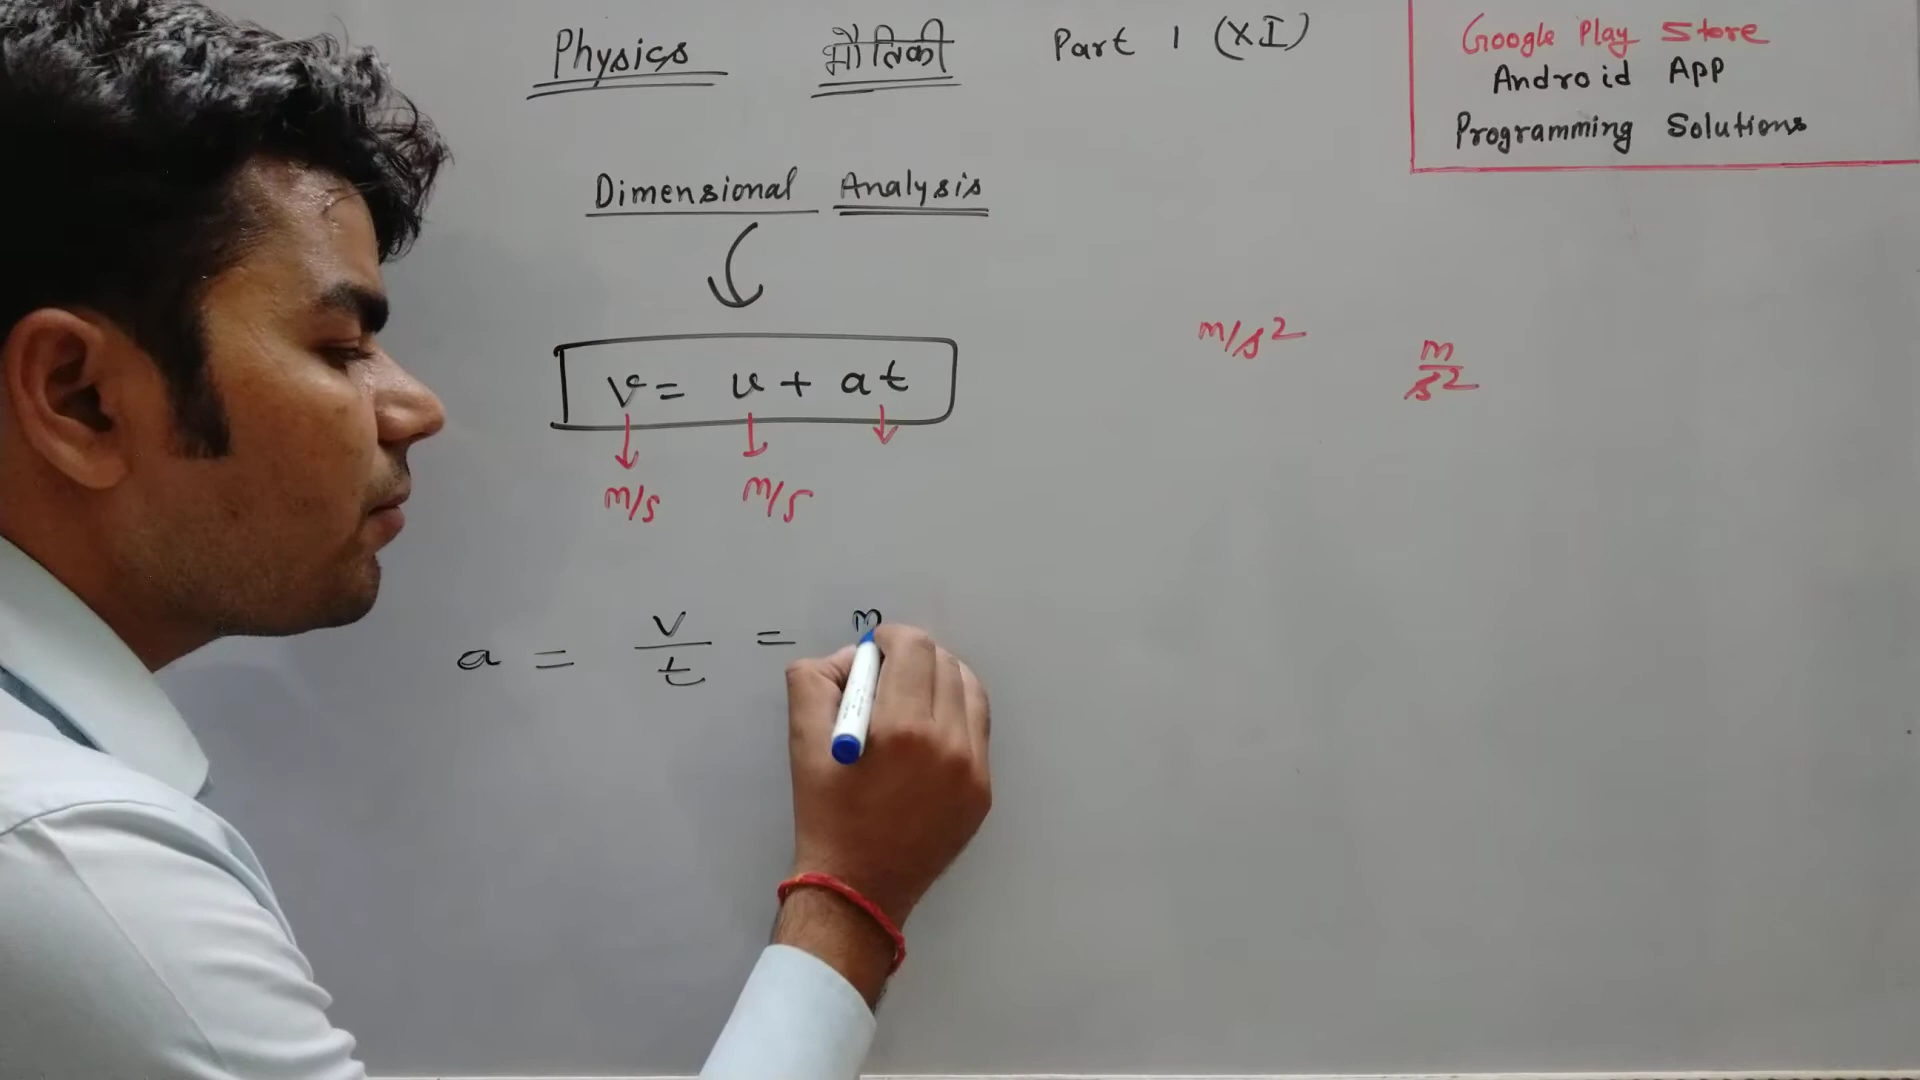 Physics भौतिकी Part 1 (XI)
Google Play Store
Android App
Programming Solutions
Dimensional Analysis
v = u + at
m/s m/s
m/s²
m
s²
a = v/t = m